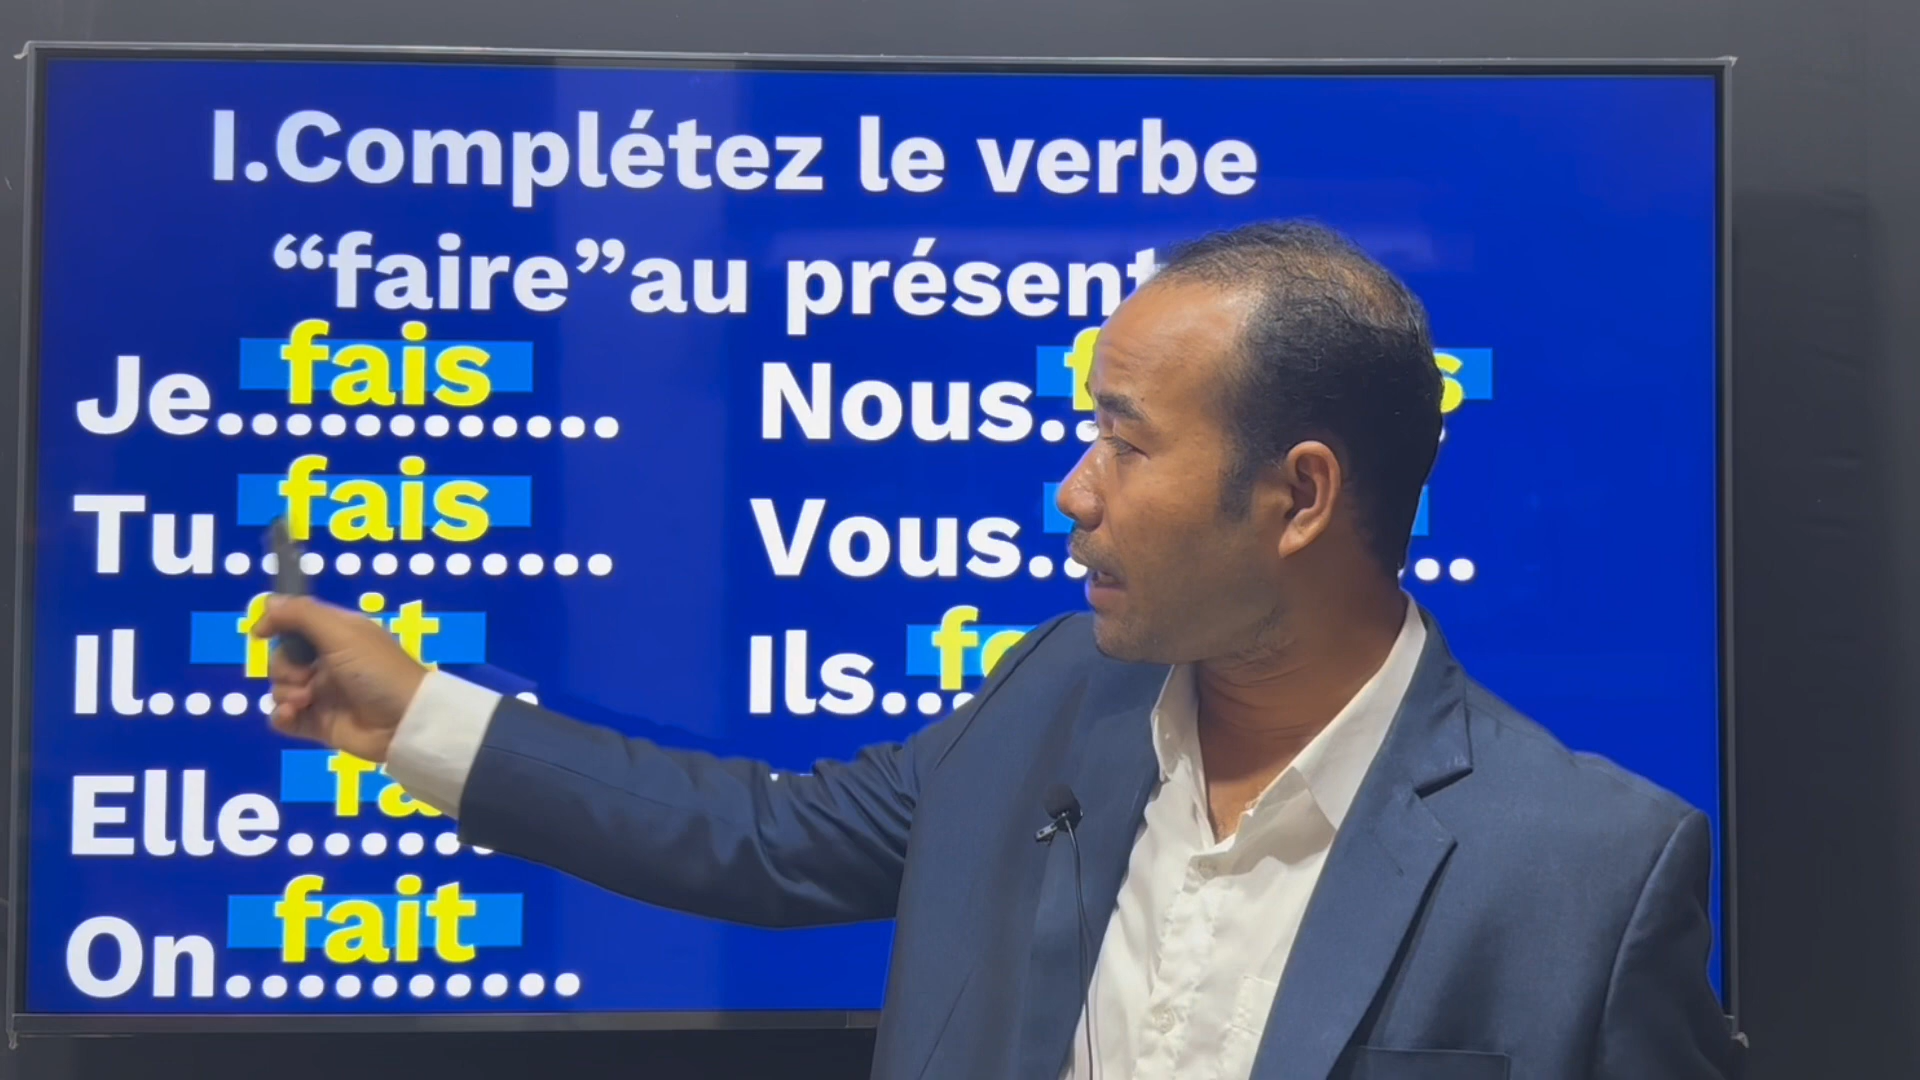 I.Complétez le verbe
“faire”au présent
Je............ fais
Tu........... fais
Il....
Elle......
On.......... fait
Nous..
Vous..
Ils...